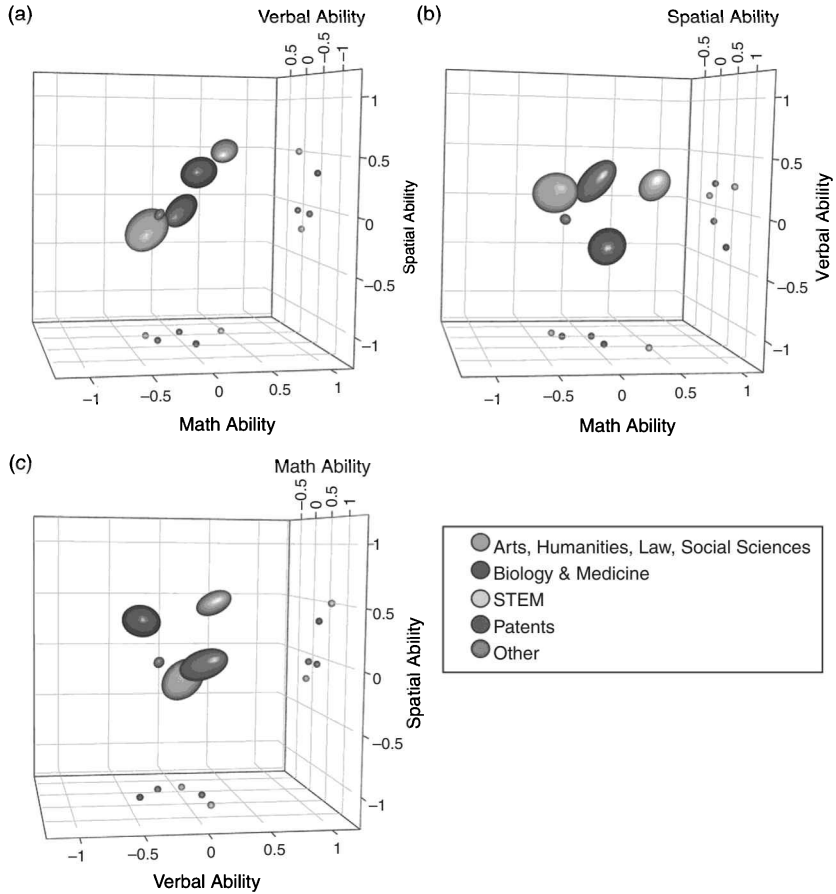 (a)
Verbal Ability
0.5
0
−0.5
−1
1
0.5
0
−0.5
−1
Spatial Ability
−1
−0.5
0
0.5
1
Math Ability
(b)
Spatial Ability
−0.5
0
0.5
1
1
0.5
0
−0.5
−1
Verbal Ability
−1
−0.5
0
0.5
1
Math Ability
(c)
Math Ability
−0.5
0
0.5
1
1
0.5
0
−0.5
−1
Spatial Ability
−1
−0.5
0
0.5
1
Verbal Ability
Arts, Humanities, Law, Social Sciences
Biology & Medicine
STEM
Patents
Other